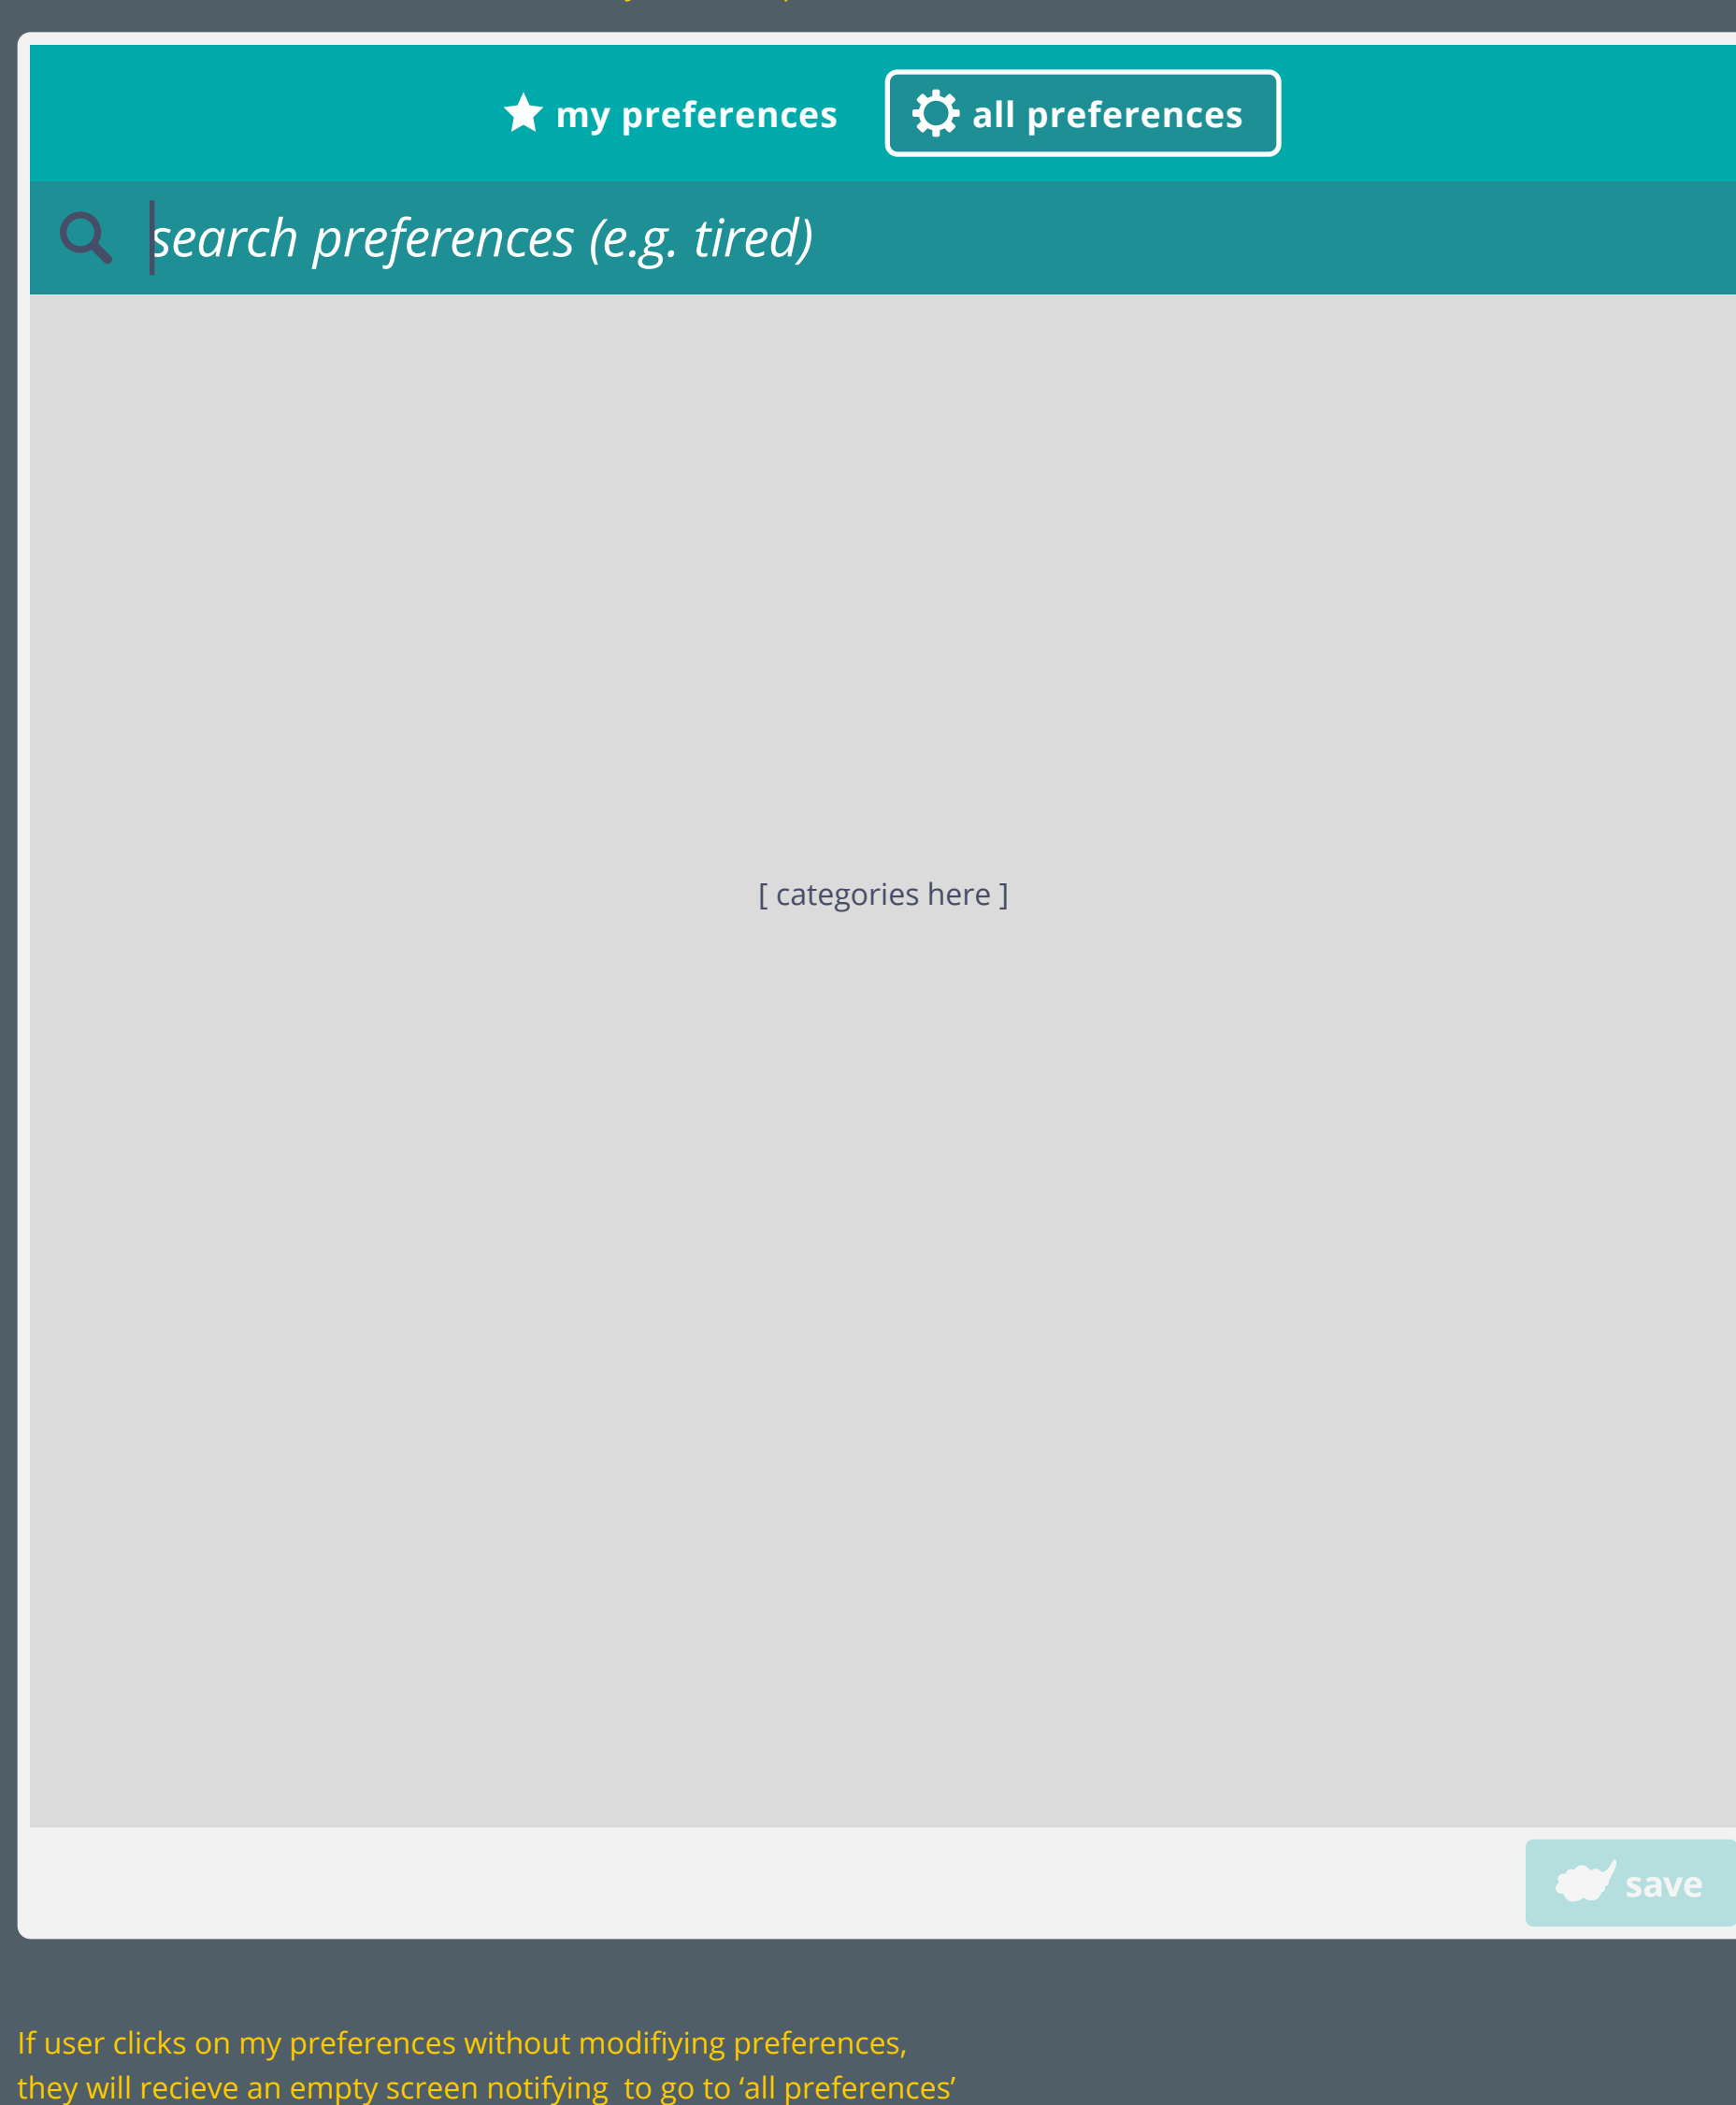 my preferences
all preferences
search preferences (e.g. tired)
[ categories here ]
save
If user clicks on my preferences without modifiying preferences,
they will recieve an empty screen notifying  to go to ‘all preferences’